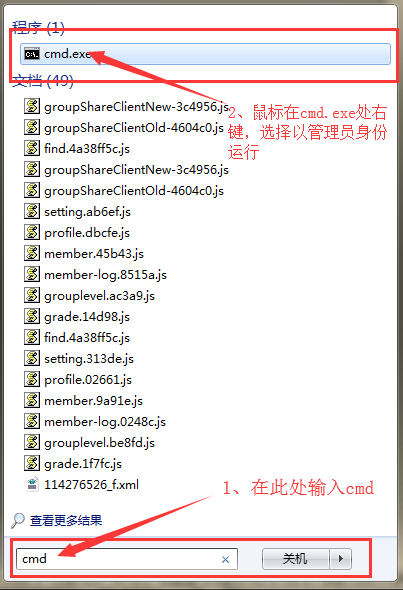 程序 (1)
cmd.exe
文档 (49)
groupShareClientNew-3c4956.js
2、鼠标在cmd.exe处右
键，选择以管理员身份
运行
groupShareClientOld-4604c0.js
find.4a38ff5c.js
groupShareClientNew-3c4956.js
groupShareClientOld-4604c0.js
setting.ab6ef.js
profile.dbcfe.js
member.45b43.js
member-log.8515a.js
grouplevel.ac3a9.js
grade.14d98.js
find.4a38ff5c.js
setting.313de.js
profile.02661.js
member.9a91e.js
member-log.0248c.js
grouplevel.be8fd.js
grade.1f7fc.js
114276526_f.xml
1、在此处输入cmd
查看更多结果
cmd
关机